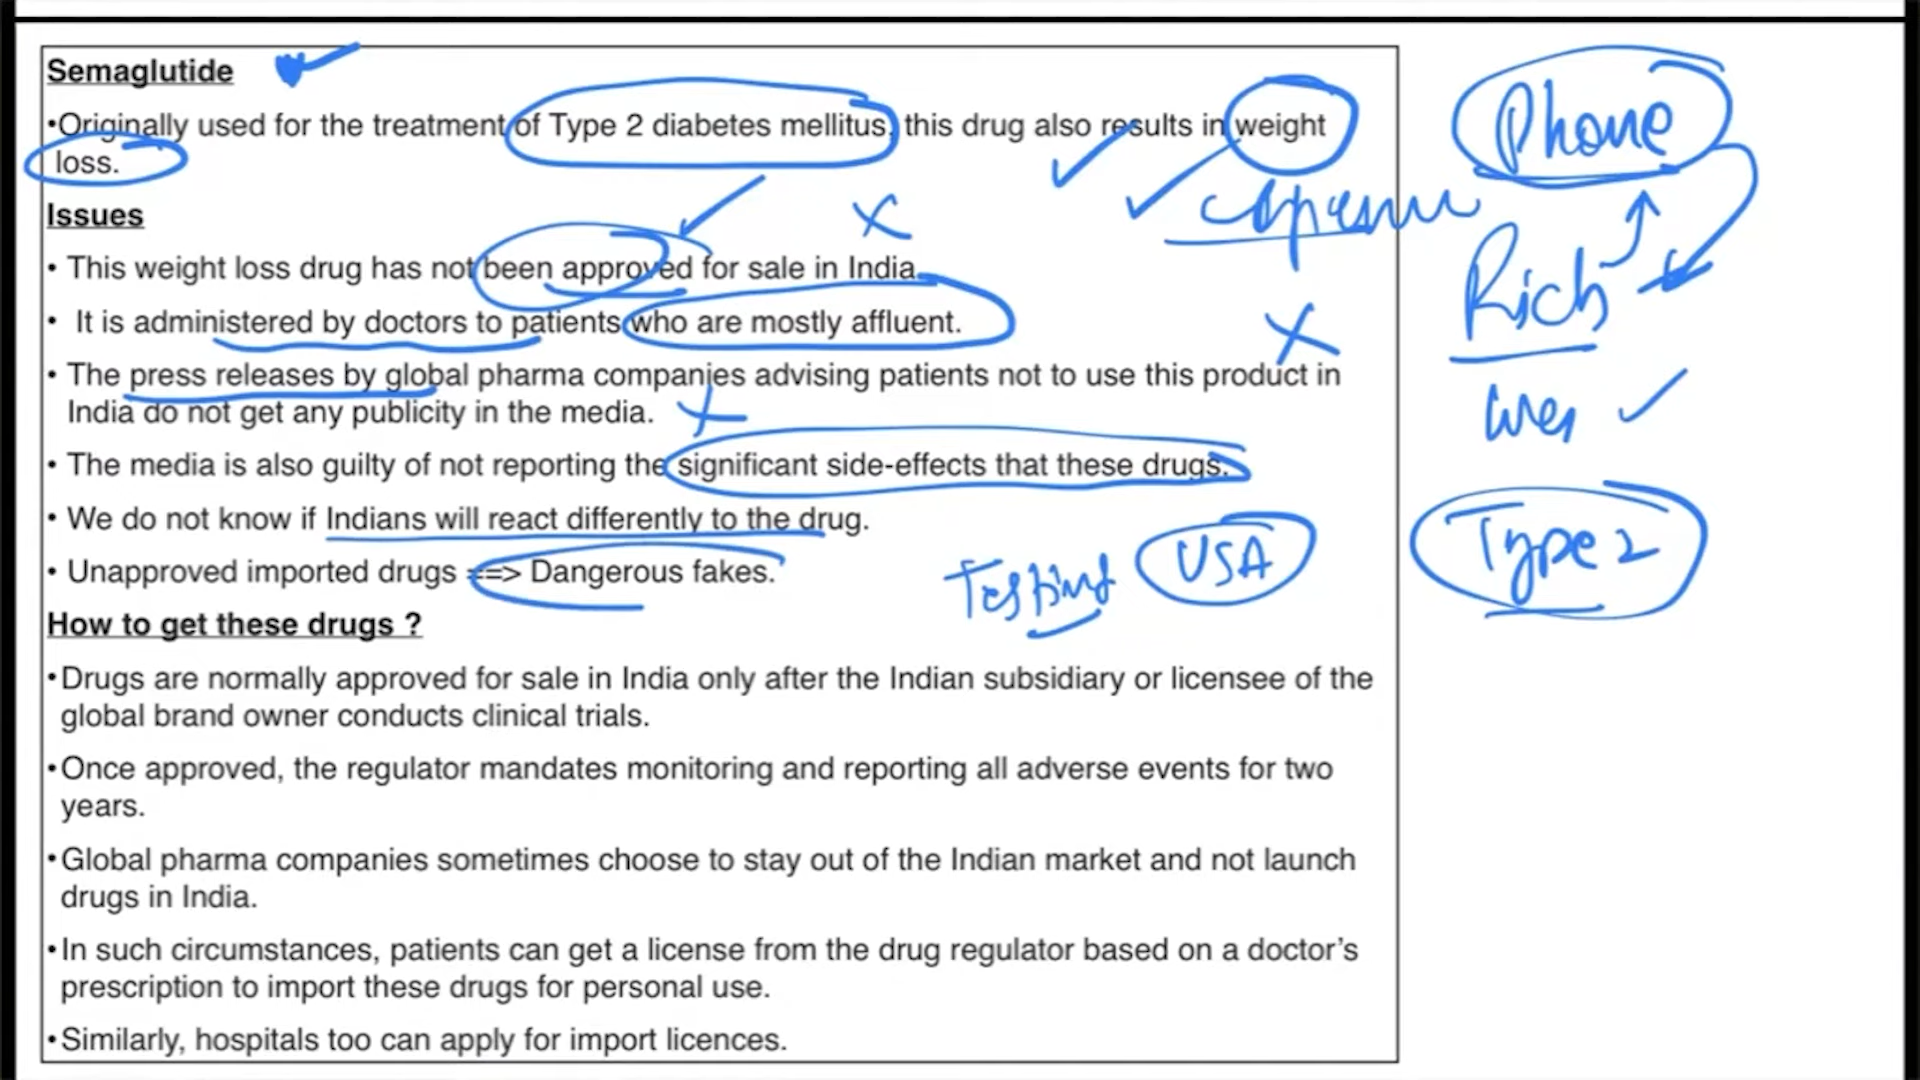 Semaglutide
•Originally used for the treatment of Type 2 diabetes mellitus, this drug also results in weight
loss.
Issues
• This weight loss drug has not been approved for sale in India.
• It is administered by doctors to patients who are mostly affluent.
• The press releases by global pharma companies advising patients not to use this product in
India do not get any publicity in the media.
• The media is also guilty of not reporting the significant side-effects that these drugs.
• We do not know if Indians will react differently to the drug.
• Unapproved imported drugs ==> Dangerous fakes.
How to get these drugs ?
•Drugs are normally approved for sale in India only after the Indian subsidiary or licensee of the
global brand owner conducts clinical trials.
•Once approved, the regulator mandates monitoring and reporting all adverse events for two
years.
•Global pharma companies sometimes choose to stay out of the Indian market and not launch
drugs in India.
•In such circumstances, patients can get a license from the drug regulator based on a doctor's
prescription to import these drugs for personal use.
•Similarly, hospitals too can apply for import licences.
Phone
Rich
Type 2
Testing USA